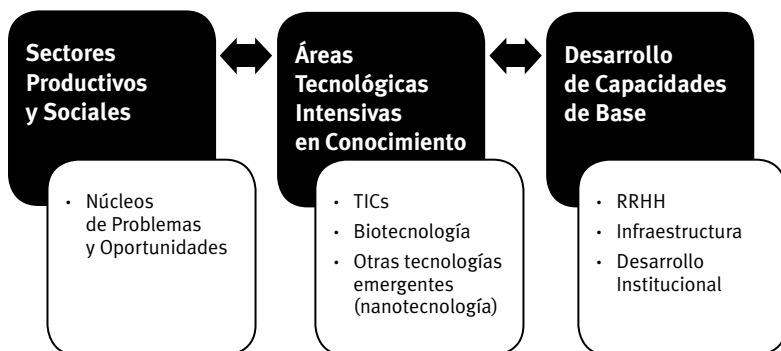 Sectores
Productivos
y Sociales
· Núcleos
de Problemas
y Oportunidades
Áreas
Tecnológicas
Intensivas
en Conocimiento
· TICs
· Biotecnología
· Otras tecnologías
emergentes
(nanotecnología)
Desarrollo
de Capacidades
de Base
· RRHH
· Infraestructura
· Desarrollo
Institucional